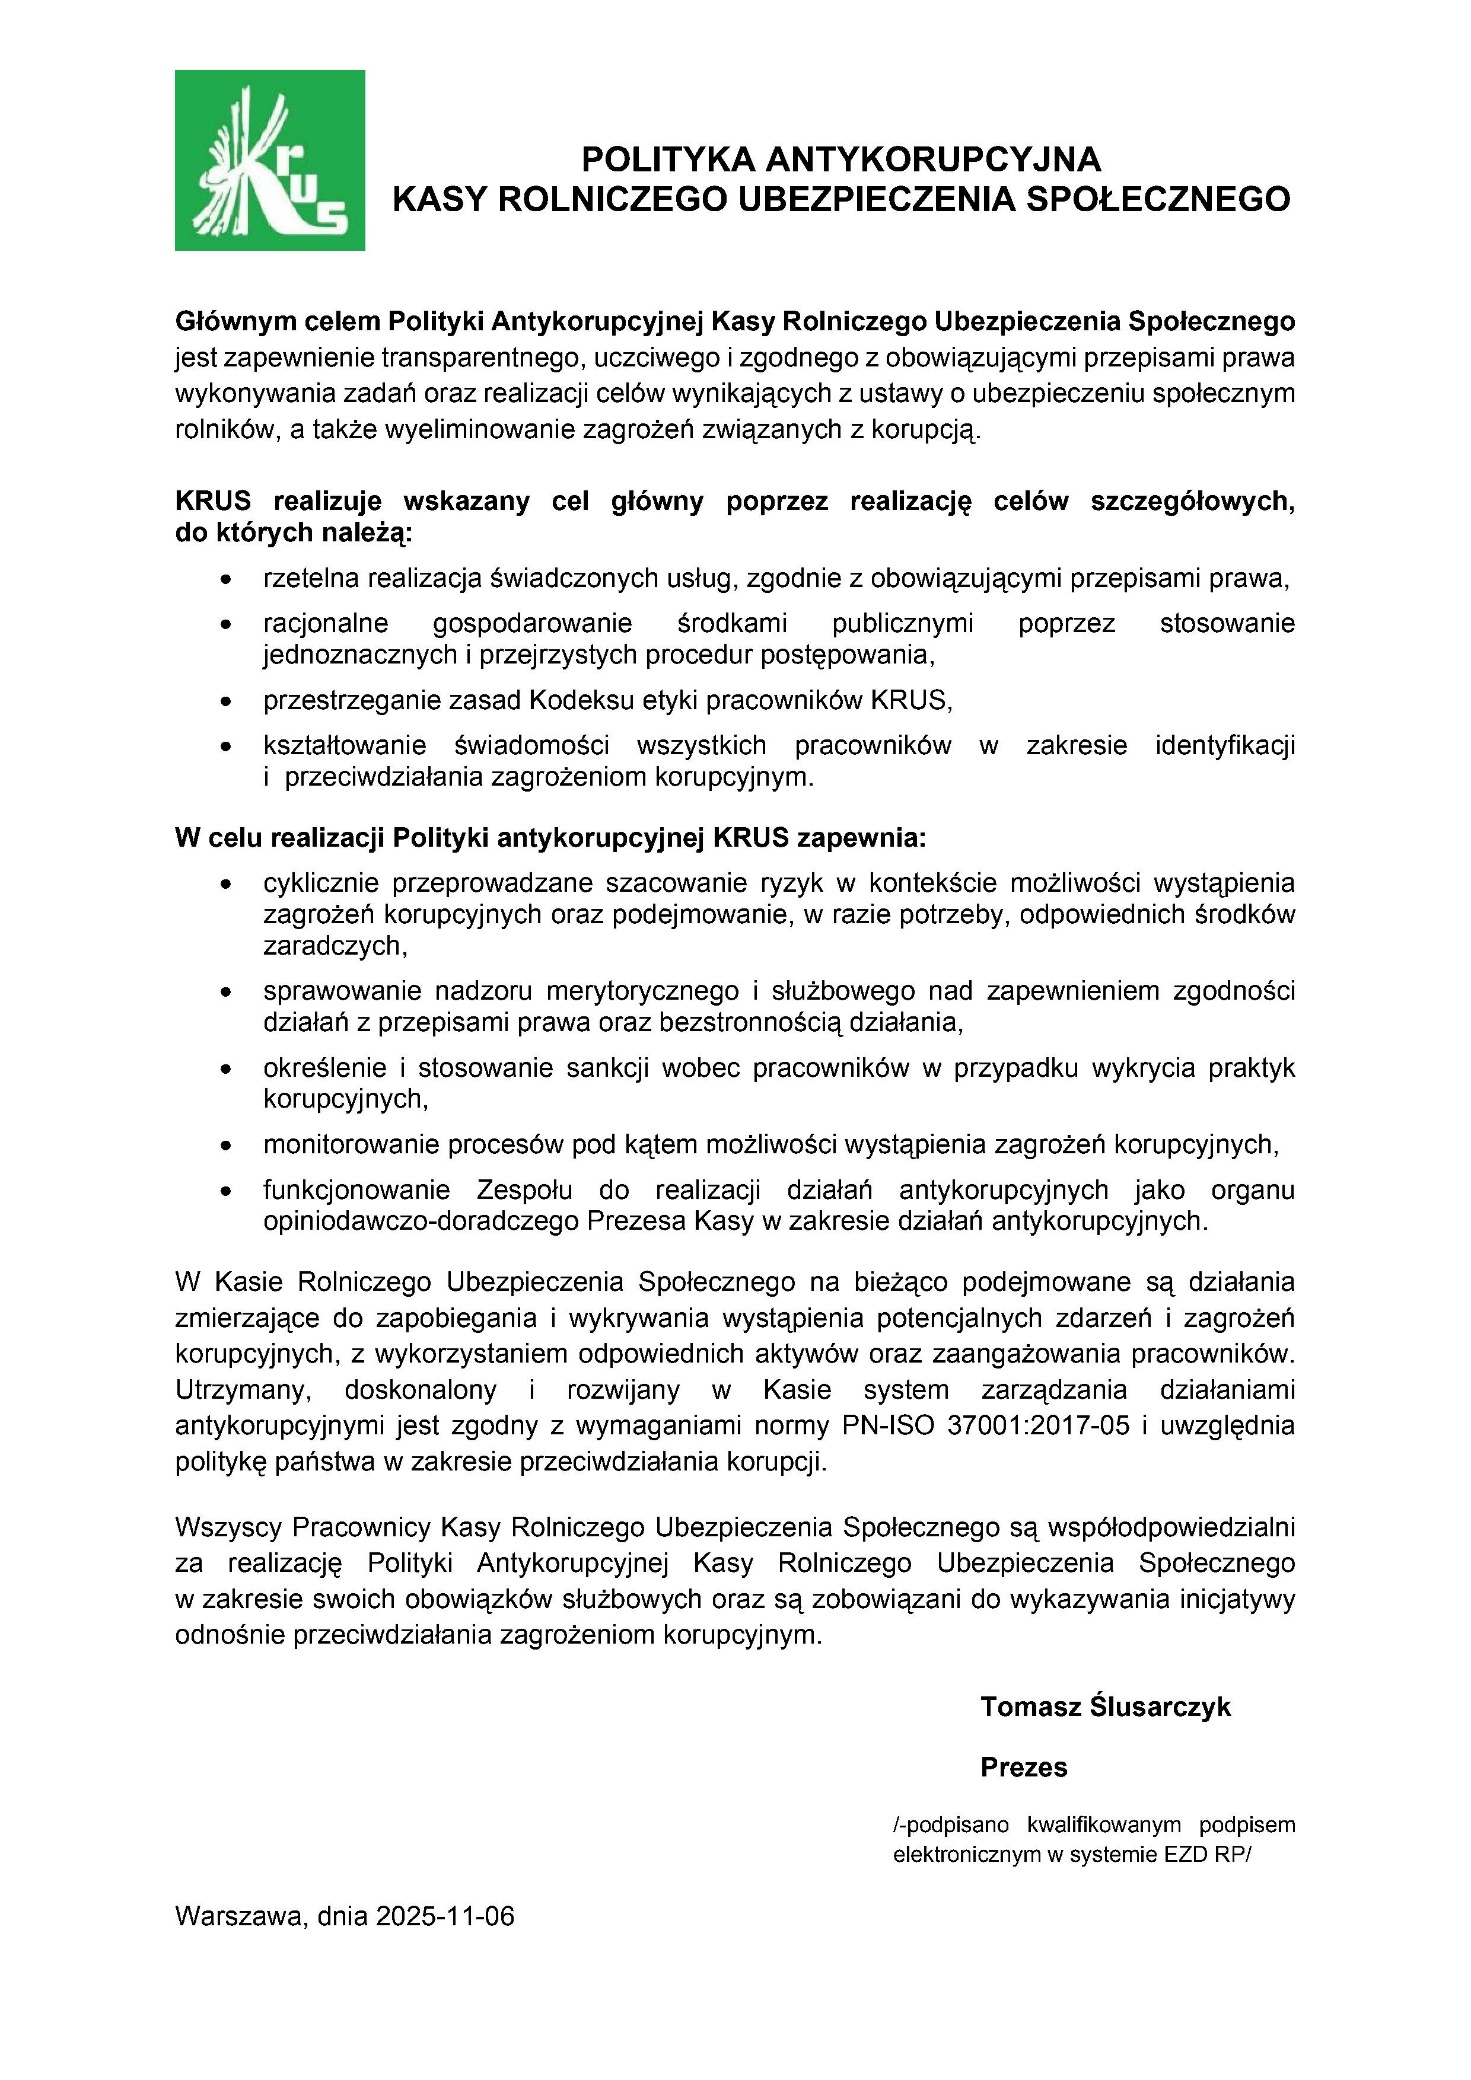 Krus
POLITYKA ANTYKORUPCYJNA
KASY ROLNICZEGO UBEZPIECZENIA SPOŁECZNEGO
Głównym celem Polityki Antykorupcyjnej Kasy Rolniczego Ubezpieczenia Społecznego
jest zapewnienie transparentnego, uczciwego i zgodnego z obowiązującymi przepisami prawa
wykonywania zadań oraz realizacji celów wynikających z ustawy o ubezpieczeniu społecznym
rolników, a także wyeliminowanie zagrożeń związanych z korupcją.
KRUS realizuje wskazany cel główny poprzez realizację celów szczegółowych,
do których należą:
• rzetelna realizacja świadczonych usług, zgodnie z obowiązującymi przepisami prawa,
• racjonalne gospodarowanie środkami publicznymi poprzez stosowanie
jednoznacznych i przejrzystych procedur postępowania,
• przestrzeganie zasad Kodeksu etyki pracowników KRUS,
• kształtowanie świadomości wszystkich pracowników w zakresie identyfikacji
i przeciwdziałania zagrożeniom korupcyjnym.
W celu realizacji Polityki antykorupcyjnej KRUS zapewnia:
• cyklicznie przeprowadzane szacowanie ryzyk w kontekście możliwości wystąpienia
zagrożeń korupcyjnych oraz podejmowanie, w razie potrzeby, odpowiednich środków
zaradczych,
• sprawowanie nadzoru merytorycznego i służbowego nad zapewnieniem zgodności
działań z przepisami prawa oraz bezstronnością działania,
• określenie i stosowanie sankcji wobec pracowników w przypadku wykrycia praktyk
korupcyjnych,
• monitorowanie procesów pod kątem możliwości wystąpienia zagrożeń korupcyjnych,
• funkcjonowanie Zespołu do realizacji działań antykorupcyjnych jako organu
opiniodawczo-doradczego Prezesa Kasy w zakresie działań antykorupcyjnych.
W Kasie Rolniczego Ubezpieczenia Społecznego na bieżąco podejmowane są działania
zmierzające do zapobiegania i wykrywania wystąpienia potencjalnych zdarzeń i zagrożeń
korupcyjnych, z wykorzystaniem odpowiednich aktywów oraz zaangażowania pracowników.
Utrzymany, doskonalony i rozwijany w Kasie system zarządzania działaniami
antykorupcyjnymi jest zgodny z wymaganiami normy PN-ISO 37001:2017-05 i uwzględnia
politykę państwa w zakresie przeciwdziałania korupcji.
Wszyscy Pracownicy Kasy Rolniczego Ubezpieczenia Społecznego są współodpowiedzialni
za realizację Polityki Antykorupcyjnej Kasy Rolniczego Ubezpieczenia Społecznego
w zakresie swoich obowiązków służbowych oraz są zobowiązani do wykazywania inicjatywy
odnośnie przeciwdziałania zagrożeniom korupcyjnym.
Tomasz Ślusarczyk
Prezes
/-podpisano kwalifikowanym podpisem
elektronicznym w systemie EZD RP/
Warszawa, dnia 2025-11-06